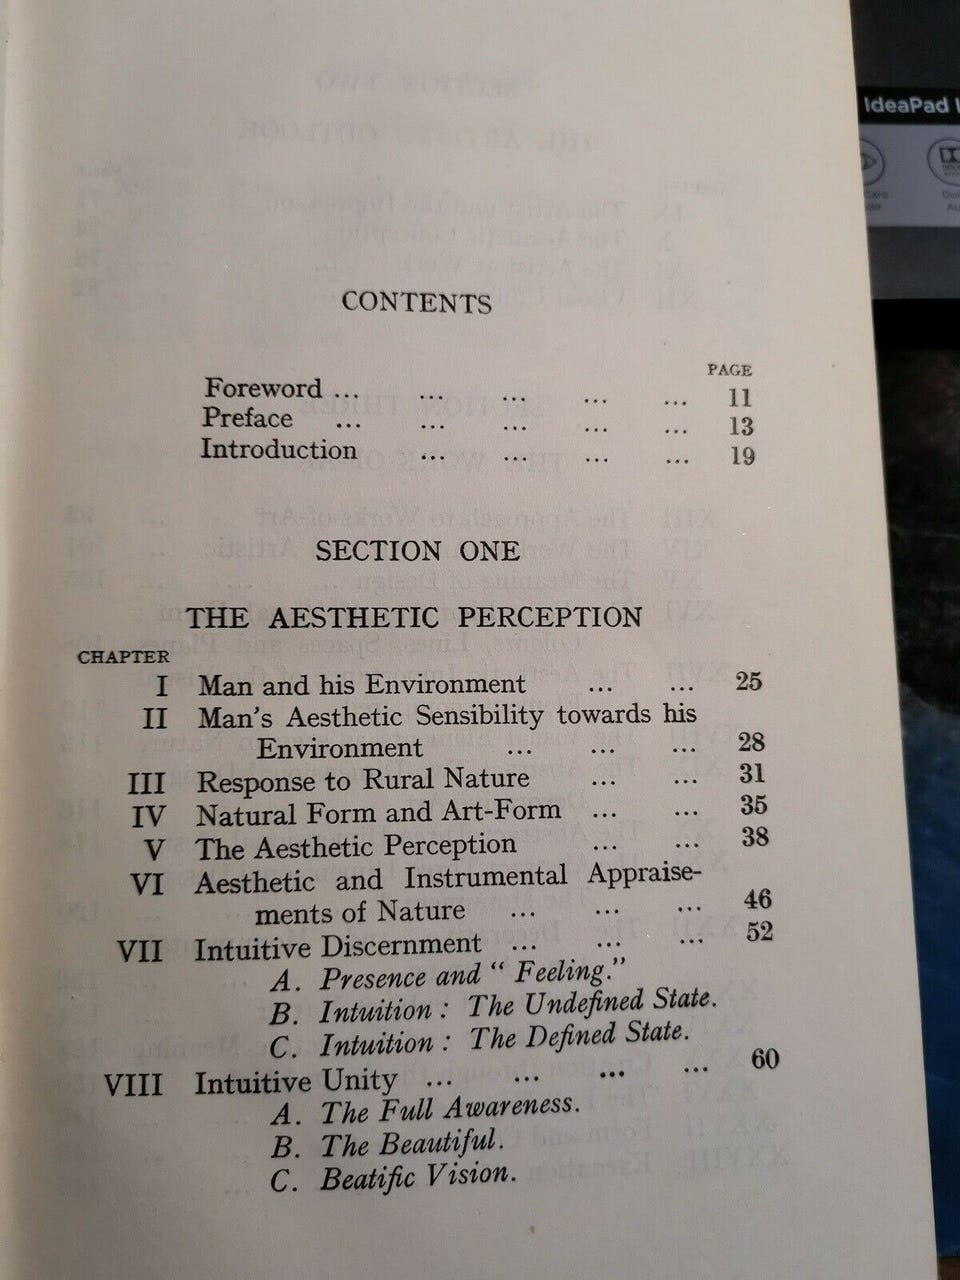 CONTENTS
PAGE
Foreword ... ... ... ... ... 11
Preface ... ... ... ... ... 13
Introduction ... ... ... ... 19
SECTION ONE
THE AESTHETIC PERCEPTION
CHAPTER
I Man and his Environment ... ... 25
II Man's Aesthetic Sensibility towards his
Environment ... ... ... 28
III Response to Rural Nature ... ... 31
IV Natural Form and Art-Form ... ... 35
V The Aesthetic Perception ... ... 38
VI Aesthetic and Instrumental Appraise-
ments of Nature ... ... ... 46
VII Intuitive Discernment ... ... ... 52
A. Presence and "Feeling."
B. Intuition: The Undefined State.
C. Intuition: The Defined State.
VIII Intuitive Unity ... ... ... ... 60
A. The Full Awareness.
B. The Beautiful.
C. Beatific Vision.
IdeaPad